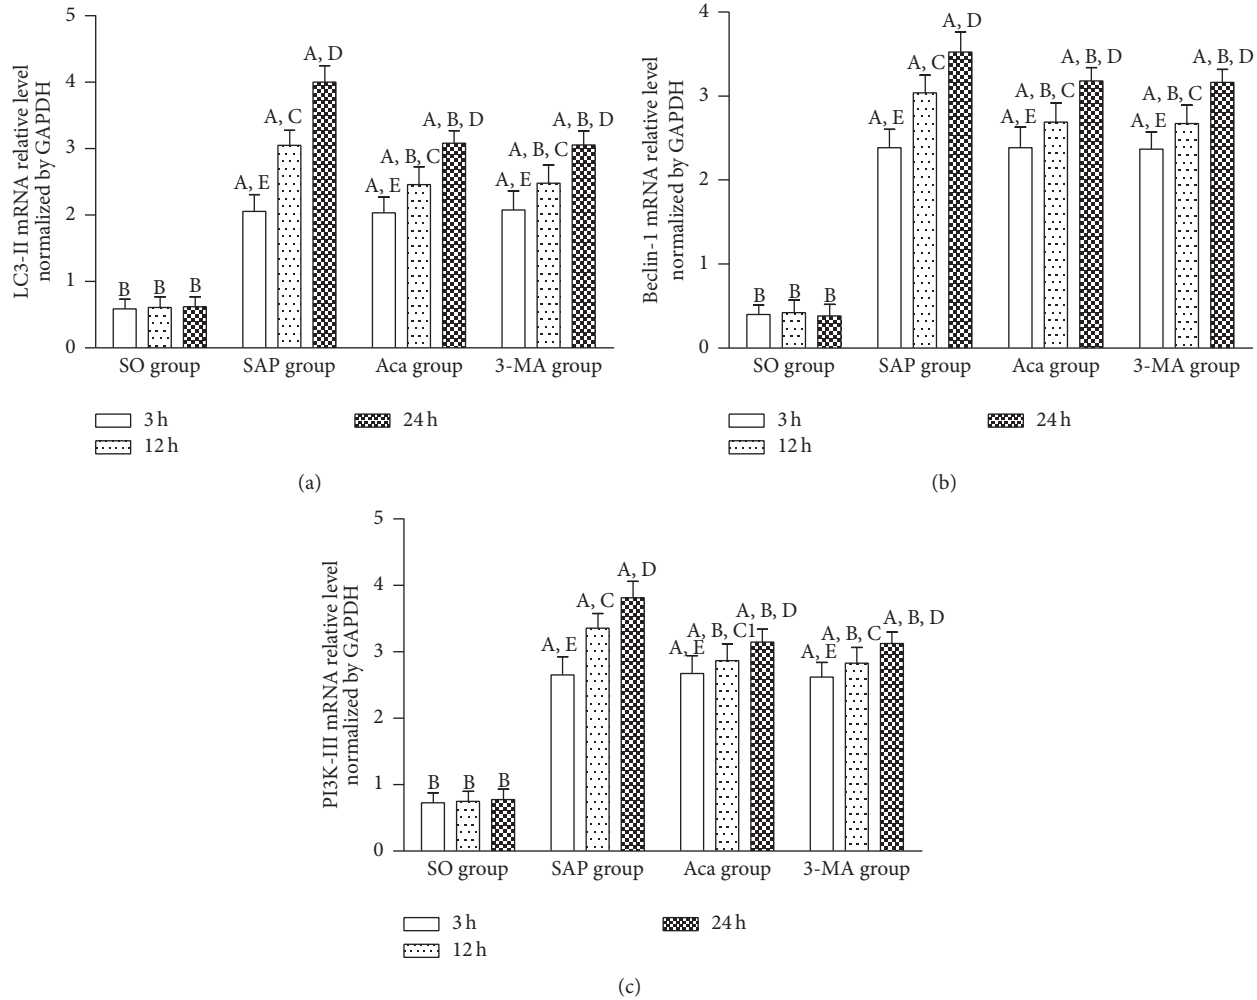 LC3-II mRNA relative level
normalized by GAPDH
5
4
3
2
1
0
B
B
B
A, E
A, C
A, D
A, E
A, B, C
A, B, D
A, E
A, B, C
A, B, D
SO group
SAP group
Aca group
3-MA group
3 h
12 h
24 h
(a)
Beclin-1 mRNA relative level
normalized by GAPDH
4
3
2
1
0
B
B
B
A, E
A, C
A, D
A, E
A, B, C
A, B, D
A, E
A, B, C
A, B, D
SO group
SAP group
Aca group
3-MA group
3 h
12 h
24 h
(b)
PI3K-III mRNA relative level
normalized by GAPDH
5
4
3
2
1
0
B
B
B
A, E
A, C
A, D
A, E
A, B, C1
A, B, D
A, E
A, B, C
A, B, D
SO group
SAP group
Aca group
3-MA group
3 h
12 h
24 h
(c)